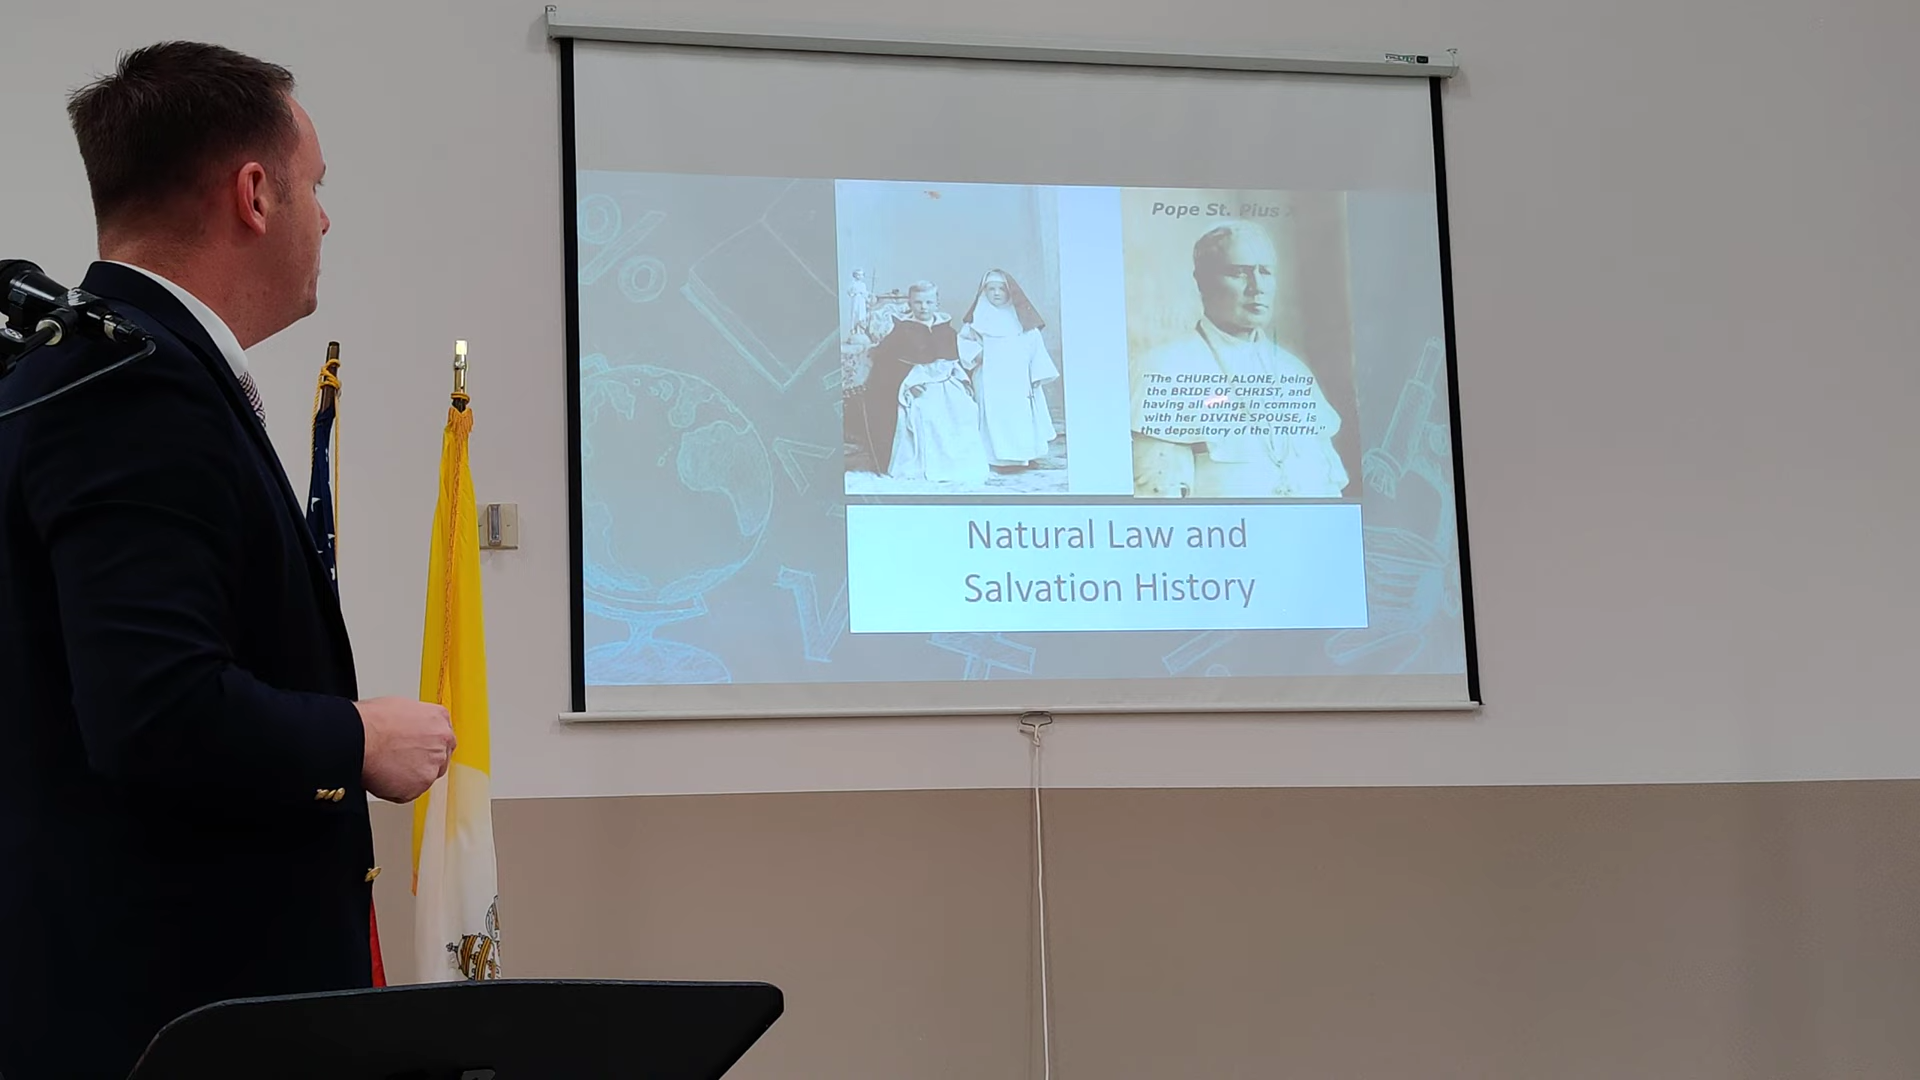 Pope St. Pius X
"The CHURCH ALONE, being
the BRIDE OF CHRIST, and
having all things in common
with her DIVINE SPOUSE, is
the depository of the TRUTH."
Natural Law and
Salvation History